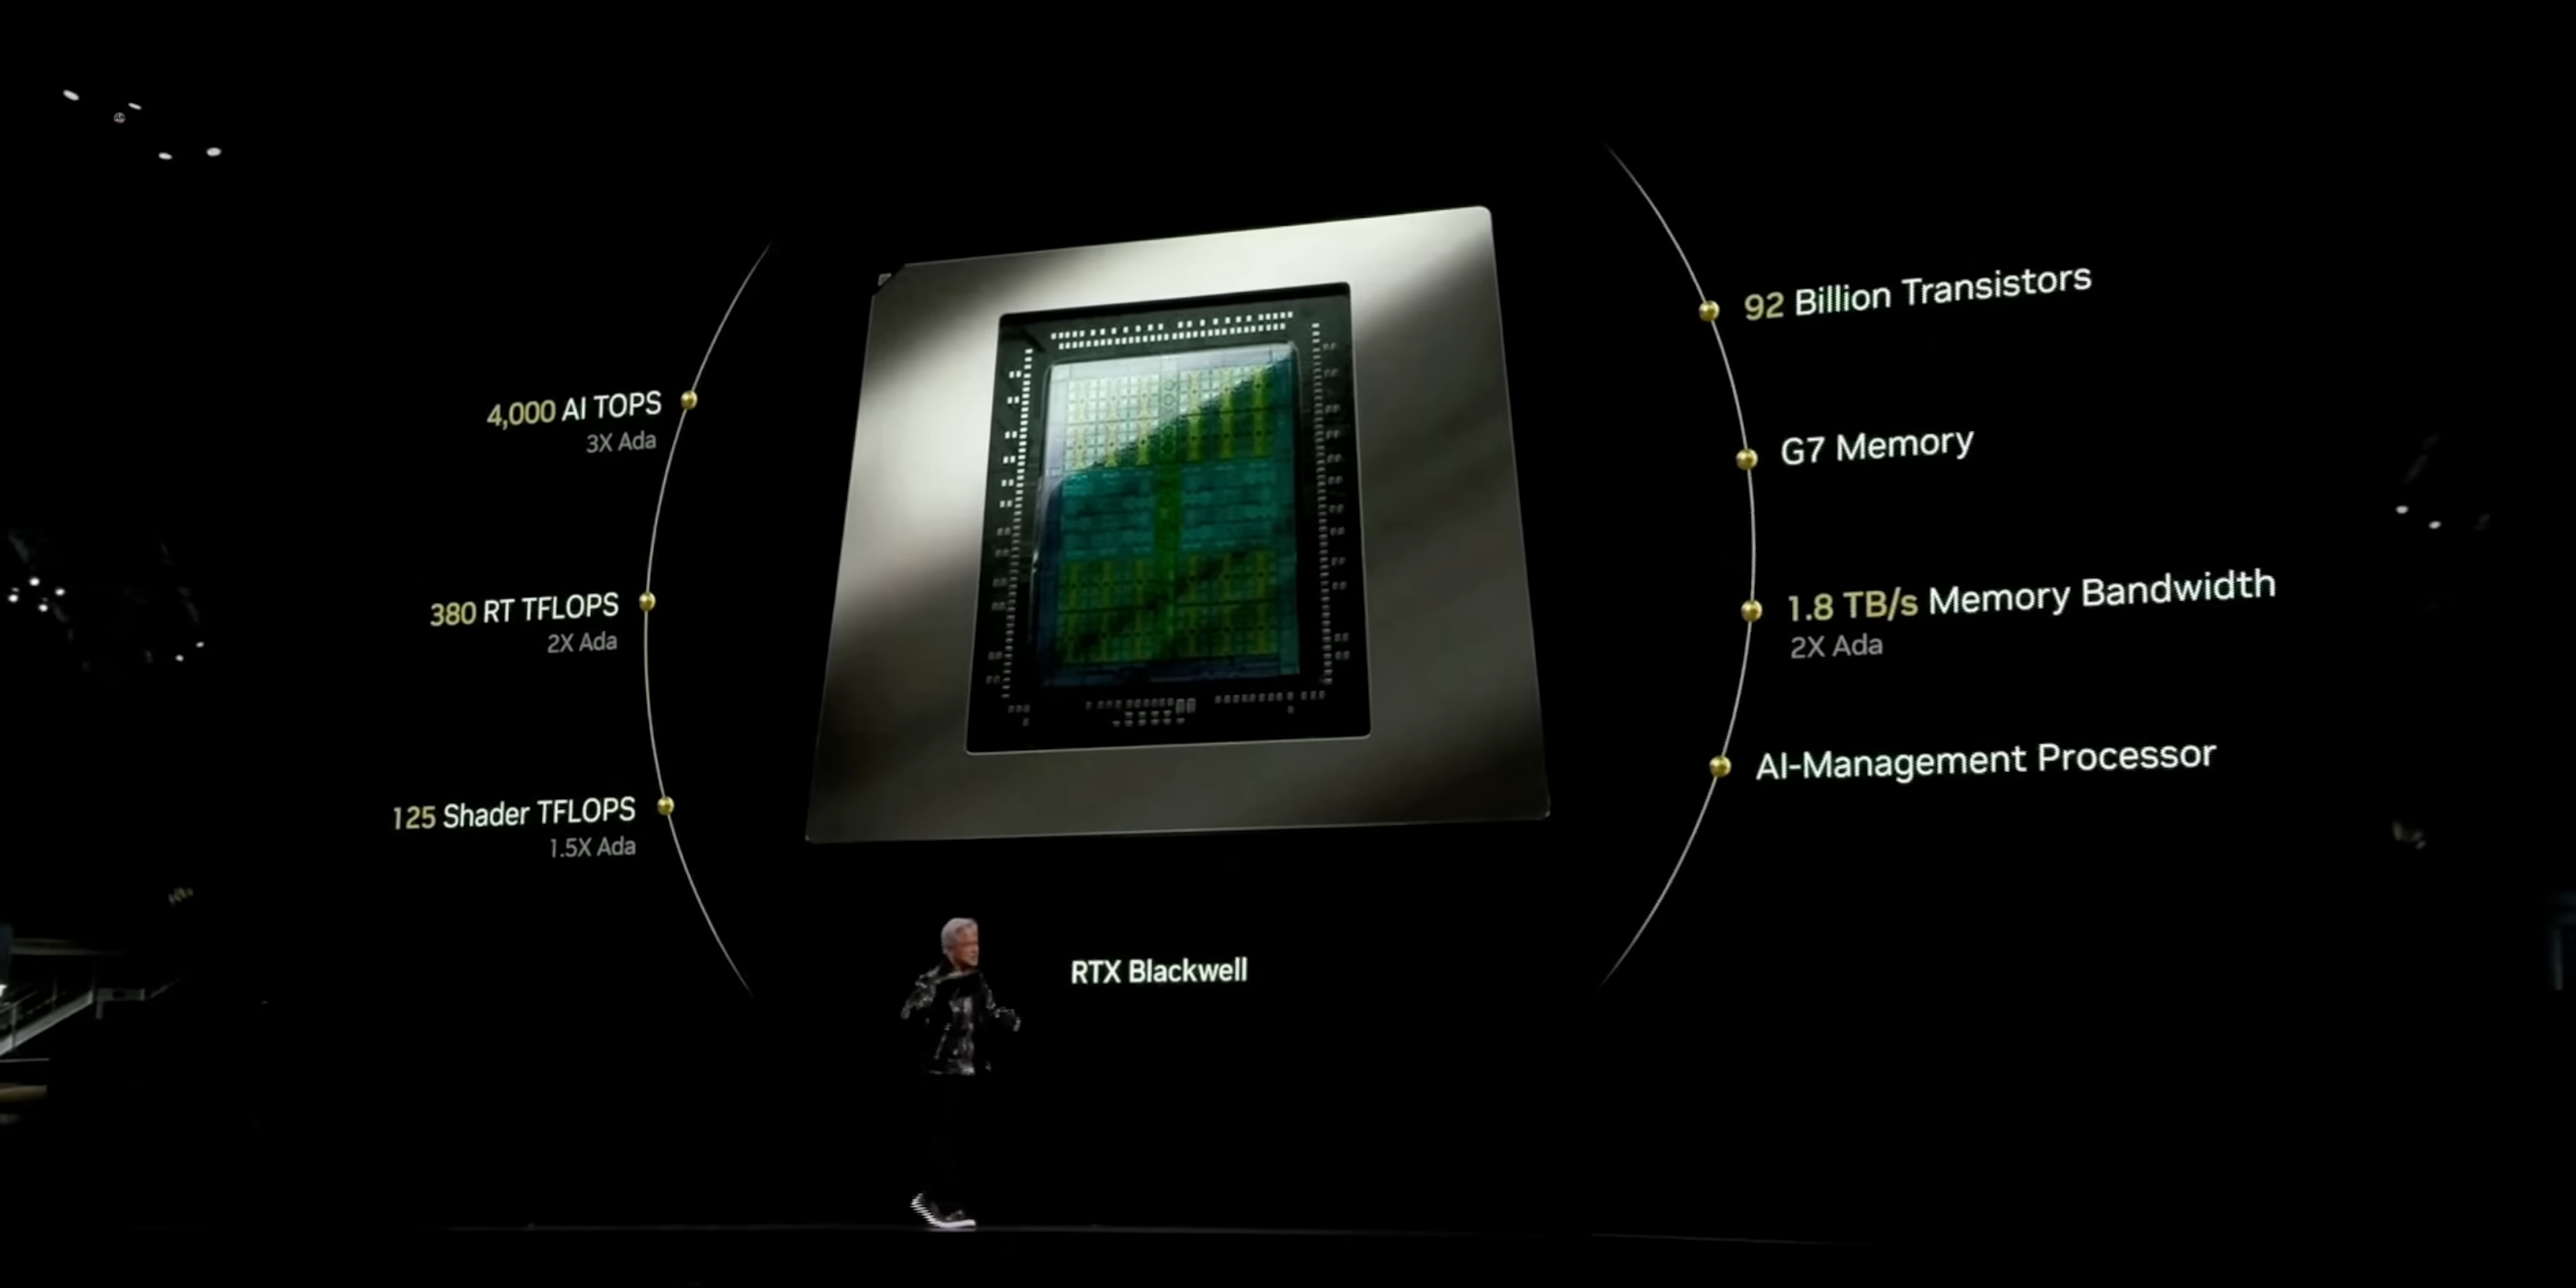 4,000 AI TOPS
3X Ada
380 RT TFLOPS
2X Ada
125 Shader TFLOPS
1.5X Ada
92 Billion Transistors
G7 Memory
1.8 TB/s Memory Bandwidth
2X Ada
AI-Management Processor
RTX Blackwell